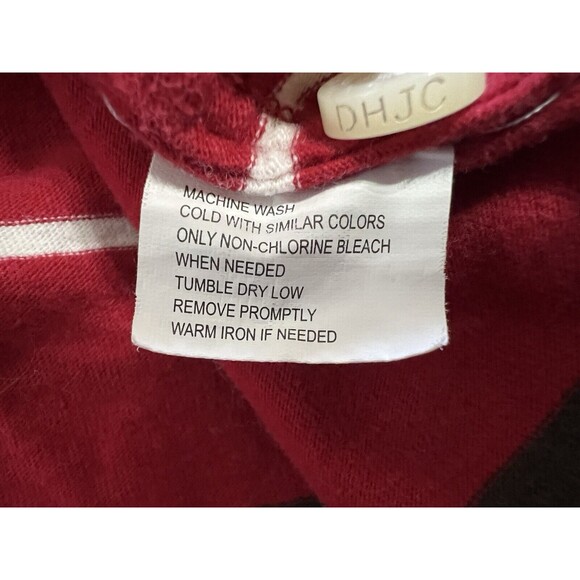 DHJC
MACHINE WASH
COLD WITH SIMILAR COLORS
ONLY NON-CHLORINE BLEACH
WHEN NEEDED
TUMBLE DRY LOW
REMOVE PROMPTLY
WARM IRON IF NEEDED